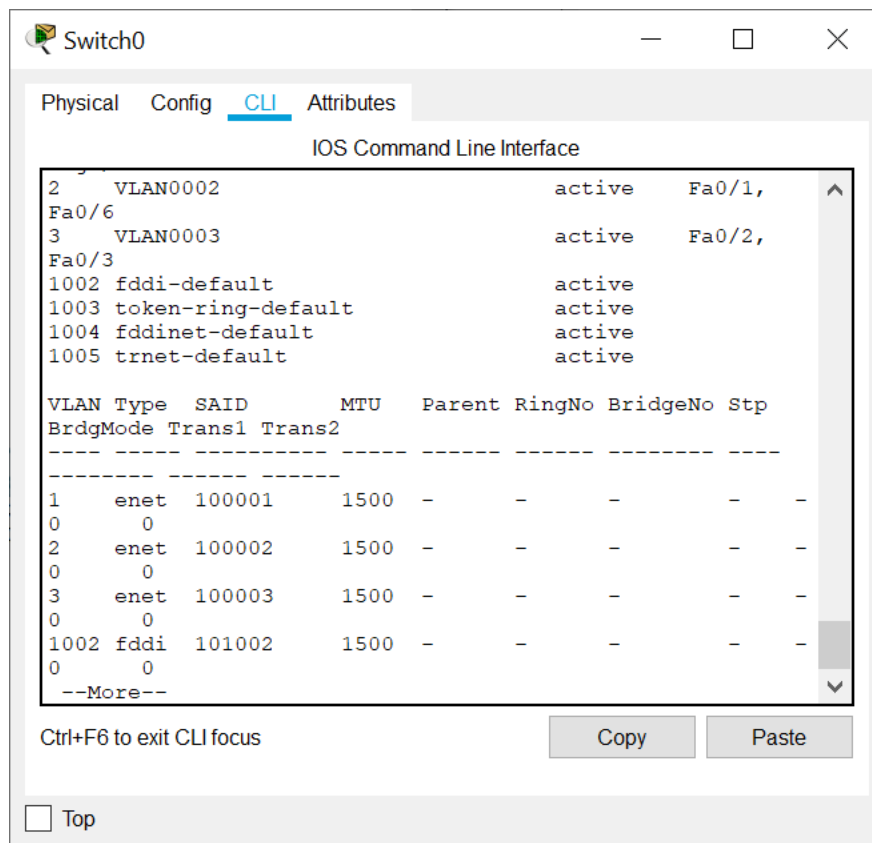 Switch0
Physical Config CLI Attributes
IOS Command Line Interface
2    VLAN0002                         active    Fa0/1,
Fa0/6
3    VLAN0003                         active    Fa0/2,
Fa0/3
1002 fddi-default                     active
1003 token-ring-default               active
1004 fddinet-default                  active
1005 trnet-default                    active
VLAN Type  SAID       MTU   Parent RingNo BridgeNo Stp
BrdgMode Trans1 Trans2
---- ----- ---------- ----- ------ ------ -------- ----
-------- ------ ------
1    enet  100001     1500  -      -      -        -    -
0      0
2    enet  100002     1500  -      -      -        -    -
0      0
3    enet  100003     1500  -      -      -        -    -
0      0
1002 fddi  101002     1500  -      -      -        -    -
0      0
 --More--
Ctrl+F6 to exit CLI focus
Copy
Paste
Top